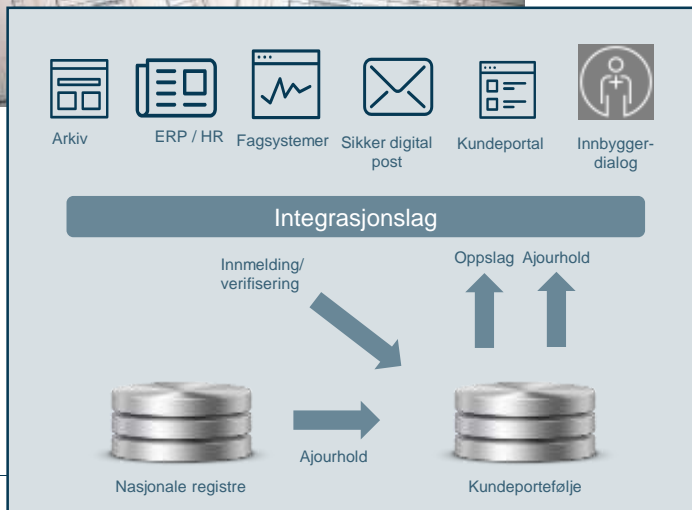 Arkiv
ERP / HR
Fagsystemer
Sikker digital
post
Kundeportal
Innbygger-
dialog
Integrasjonslag
Innmelding/
verifisering
Oppslag Ajourhold
Ajourhold
Nasjonale registre
Kundeportefølje